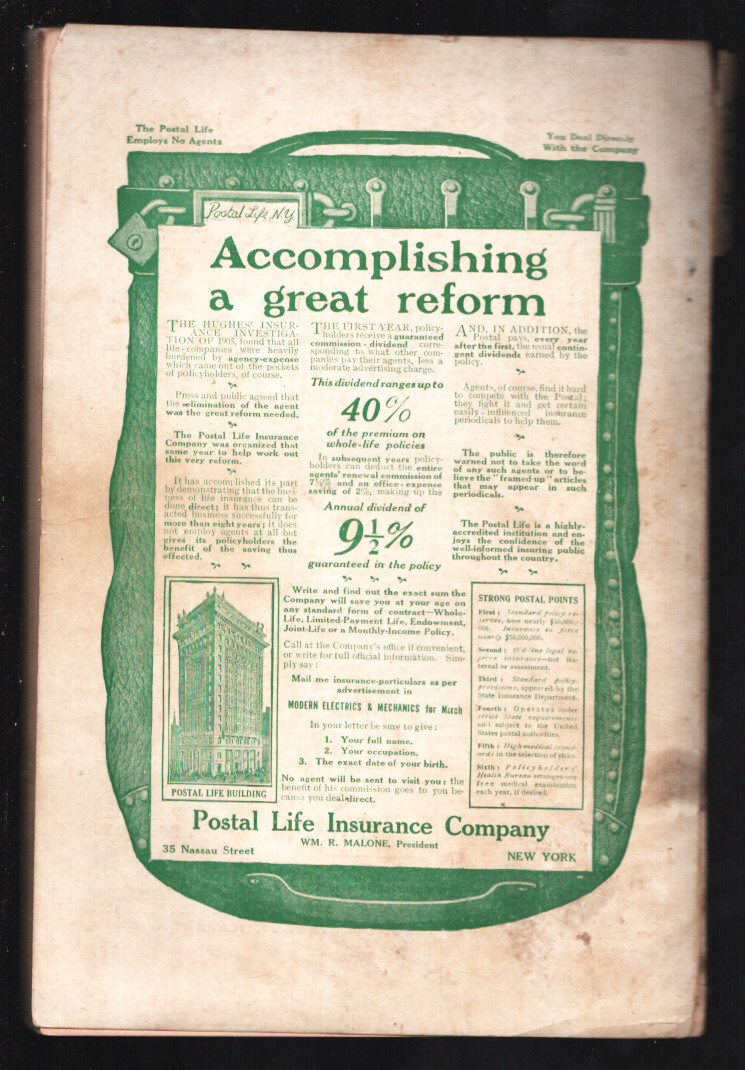 The Postal Life
Employs No Agents
You Deal Directly
With the Company
Postal Life N.Y.
Accomplishing
a great reform
THE HUGHES' INSUR-
ANCE INVESTIGA-
TION OF 1905, found that all
life-companies were heavily
burdened by agency-expense
which came out of the pockets
of policyholders, of course.
Press and public agreed that
the elimination of the agent
was the great reform needed.
The Postal Life Insurance
Company was organized that
same year to help work out
this very reform.
It has accomplished its part
by demonstrating that the busi-
ness of life insurance can be
done direct; it has thus trans-
acted business successfully for
more than eight years; it does
not employ agents at all but
gives its policyholders the
benefit of the saving thus
effected.
THE FIRST YEAR, policy-
holders receive a guaranteed
commission-dividend corre-
sponding to what other com-
panies pay their agents, less a
moderate advertising charge.
This dividend ranges up to
40%
of the premium on
whole-life policies
In subsequent years policy-
holders can deduct the entire
agents' renewal commission of
7½% and an office-expense
saving of 2%, making up the
Annual dividend of
9½%
guaranteed in the policy
AND, IN ADDITION, the
Postal pays, every year
after the first, the usual contin-
gent dividends earned by the
policy.
Agents, of course, find it hard
to compete with the Postal;
they fight it and get certain
easily-influenced insurance
periodicals to help them.
The public is therefore
warned not to take the word
of any such agents or to be-
lieve the "framed up" articles
that may appear in such
periodicals.
The Postal Life is a highly-
accredited institution and en-
joys the confidence of the
well-informed insuring public
throughout the country.
POSTAL LIFE BUILDING
Write and find out the exact sum the
Company will save you at your age on
any standard form of contract—Whole-
Life, Limited-Payment Life, Endowment,
Joint-Life or a Monthly-Income Policy.
Call at the Company's office if convenient,
or write for full official information. Sim-
ply say:
Mail me insurance-particulars as per
advertisement in
MODERN ELECTRICS & MECHANICS for March
In your letter be sure to give:
1. Your full name.
2. Your occupation.
3. The exact date of your birth.
No agent will be sent to visit you: the
benefit of his commission goes to you be-
cause you deal direct.
STRONG POSTAL POINTS
First: Standard policy re-
serves, now nearly $10,000,-
000. Insurance in force
nearly $50,000,000.
Second: Old-line legal re-
serve insurance—not fra-
ternal or assessment.
Third: Standard policy-
provisions, approved by the
State Insurance Department.
Fourth: Operates under
strict State requirements
and subject to the United
States postal authorities.
Fifth: High medical stand-
ards in the selection of risks.
Sixth: Policyholders'
Health Bureau arranges one
free medical examination
each year, if desired.
Postal Life Insurance Company
WM. R. MALONE, President
35 Nassau Street
NEW YORK